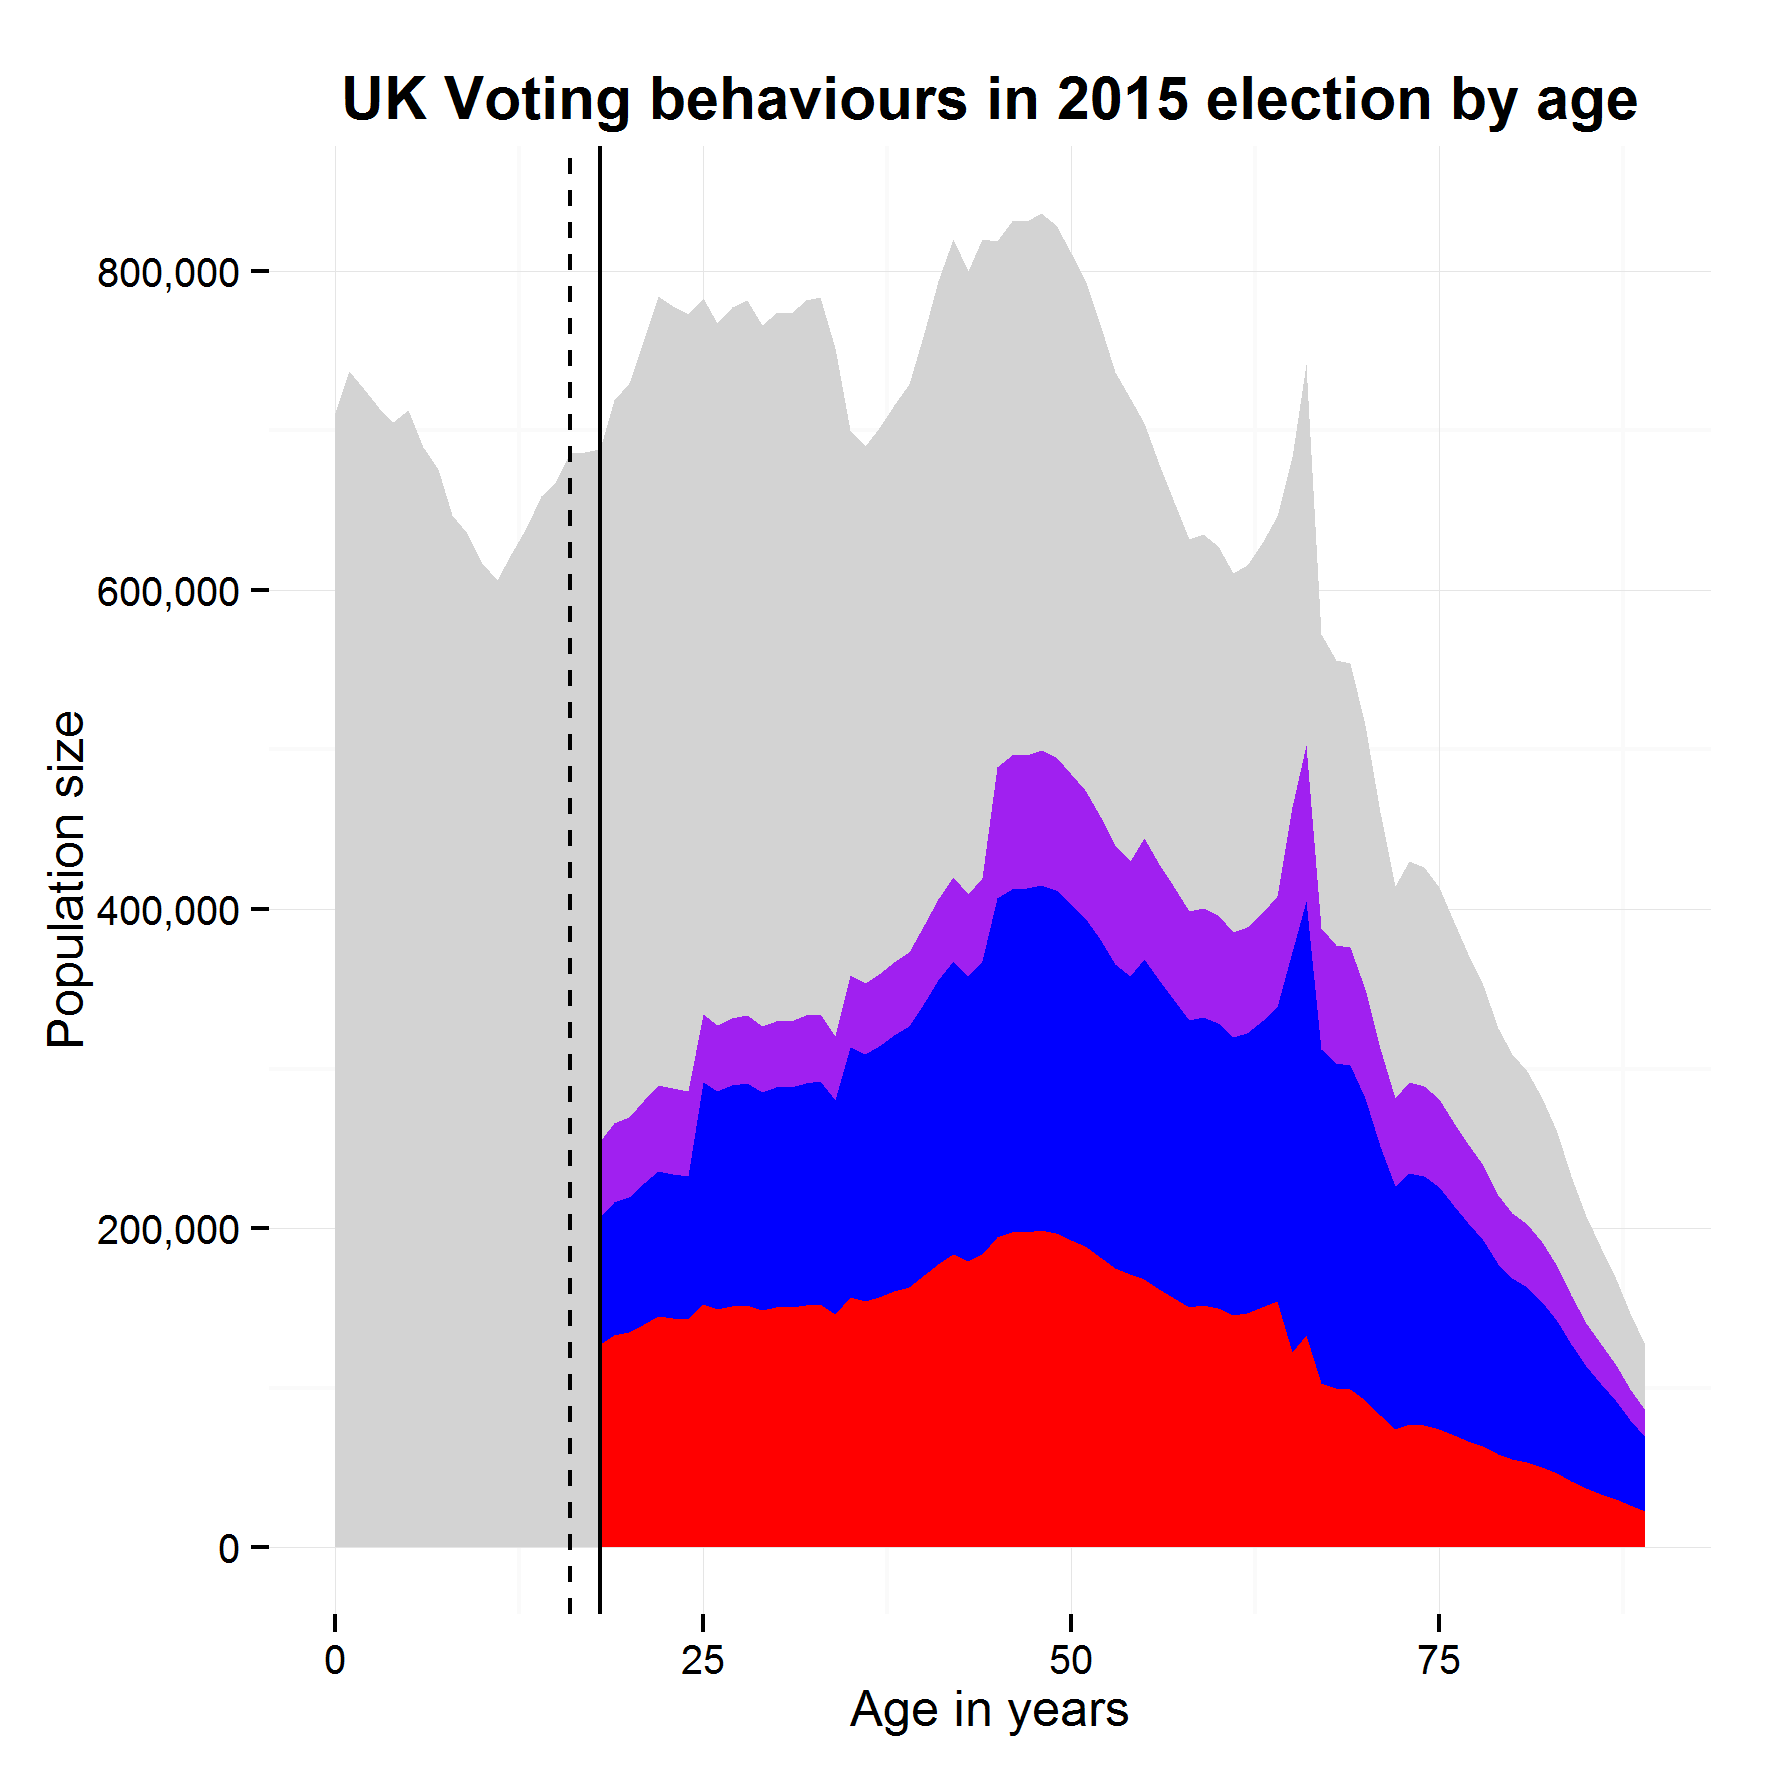 UK Voting behaviours in 2015 election by age
Population size
800,000
600,000
400,000
200,000
0
0 25 50 75
Age in years